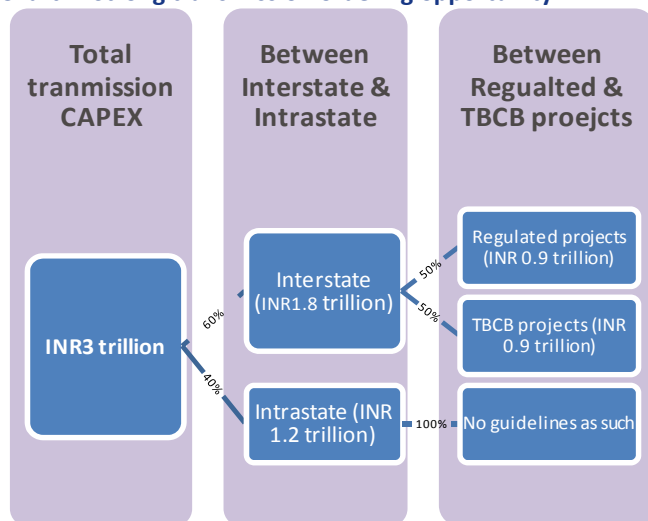 Total
tranmission
CAPEX
Between
Interstate &
Intrastate
Between
Regualted &
TBCB proejcts
INR3 trillion
60%
40%
Interstate
(INR1.8 trillion)
Intrastate (INR
1.2 trillion)
50%
50%
100%
Regulated projects
(INR 0.9 trillion)
TBCB projects (INR
0.9 trillion)
No guidelines as such